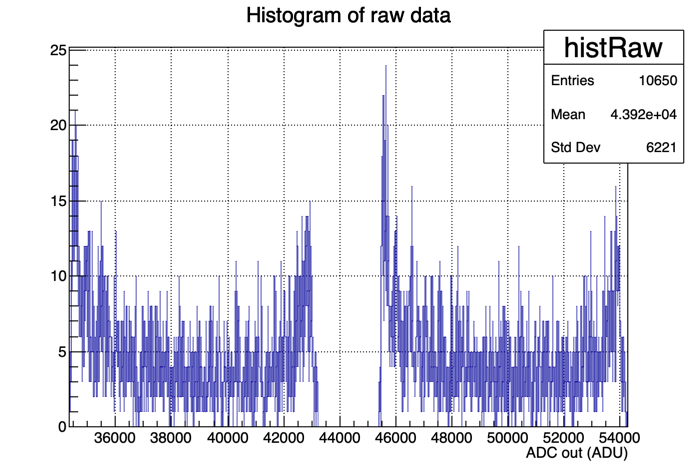 Histogram of raw data
histRaw
Entries 10650
Mean 4.392e+04
Std Dev 6221
25
20
15
10
5
0
36000 38000 40000 42000 44000 46000 48000 50000 52000 54000
ADC out (ADU)